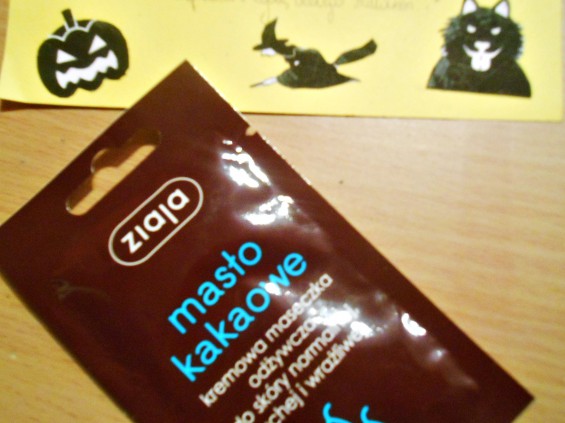 ziaja
masło
kakaowe
kremowa maseczka
odżywcza
do skóry normalnej
suchej i wrażliwej